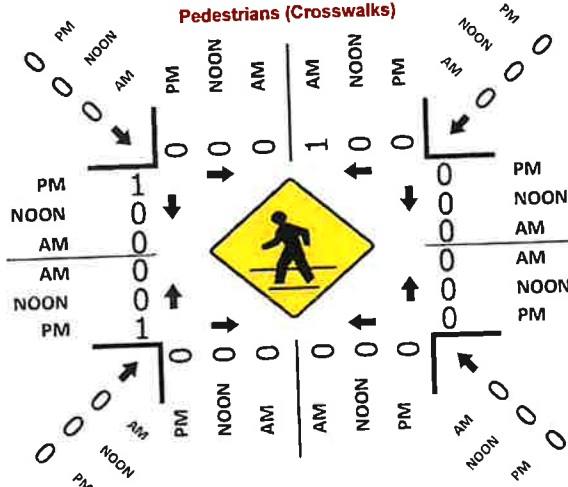 Pedestrians (Crosswalks)
PM NOON AM AM NOON PM
0 0 0 1 0 0
PM NOON AM
0 0 0
AM NOON PM
0 0 0
PM 1
NOON 0
AM 0
AM 0
NOON 0
PM 1
0 PM
0 NOON
0 AM
0 AM
0 NOON
0 PM
0 0 0 0 0 0
PM NOON AM AM NOON PM
0 0 0
AM NOON PM
0 0 0
AM NOON PM